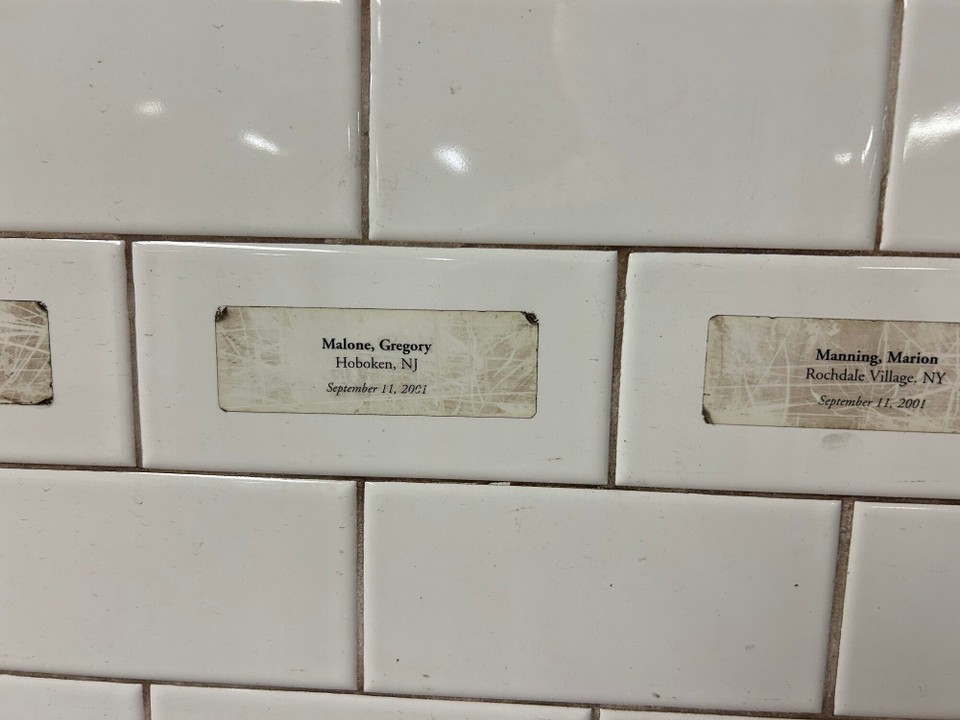 Malone, Gregory
Hoboken, NJ
September 11, 2001
Manning, Marion
Rochdale Village, NY
September 11, 2001